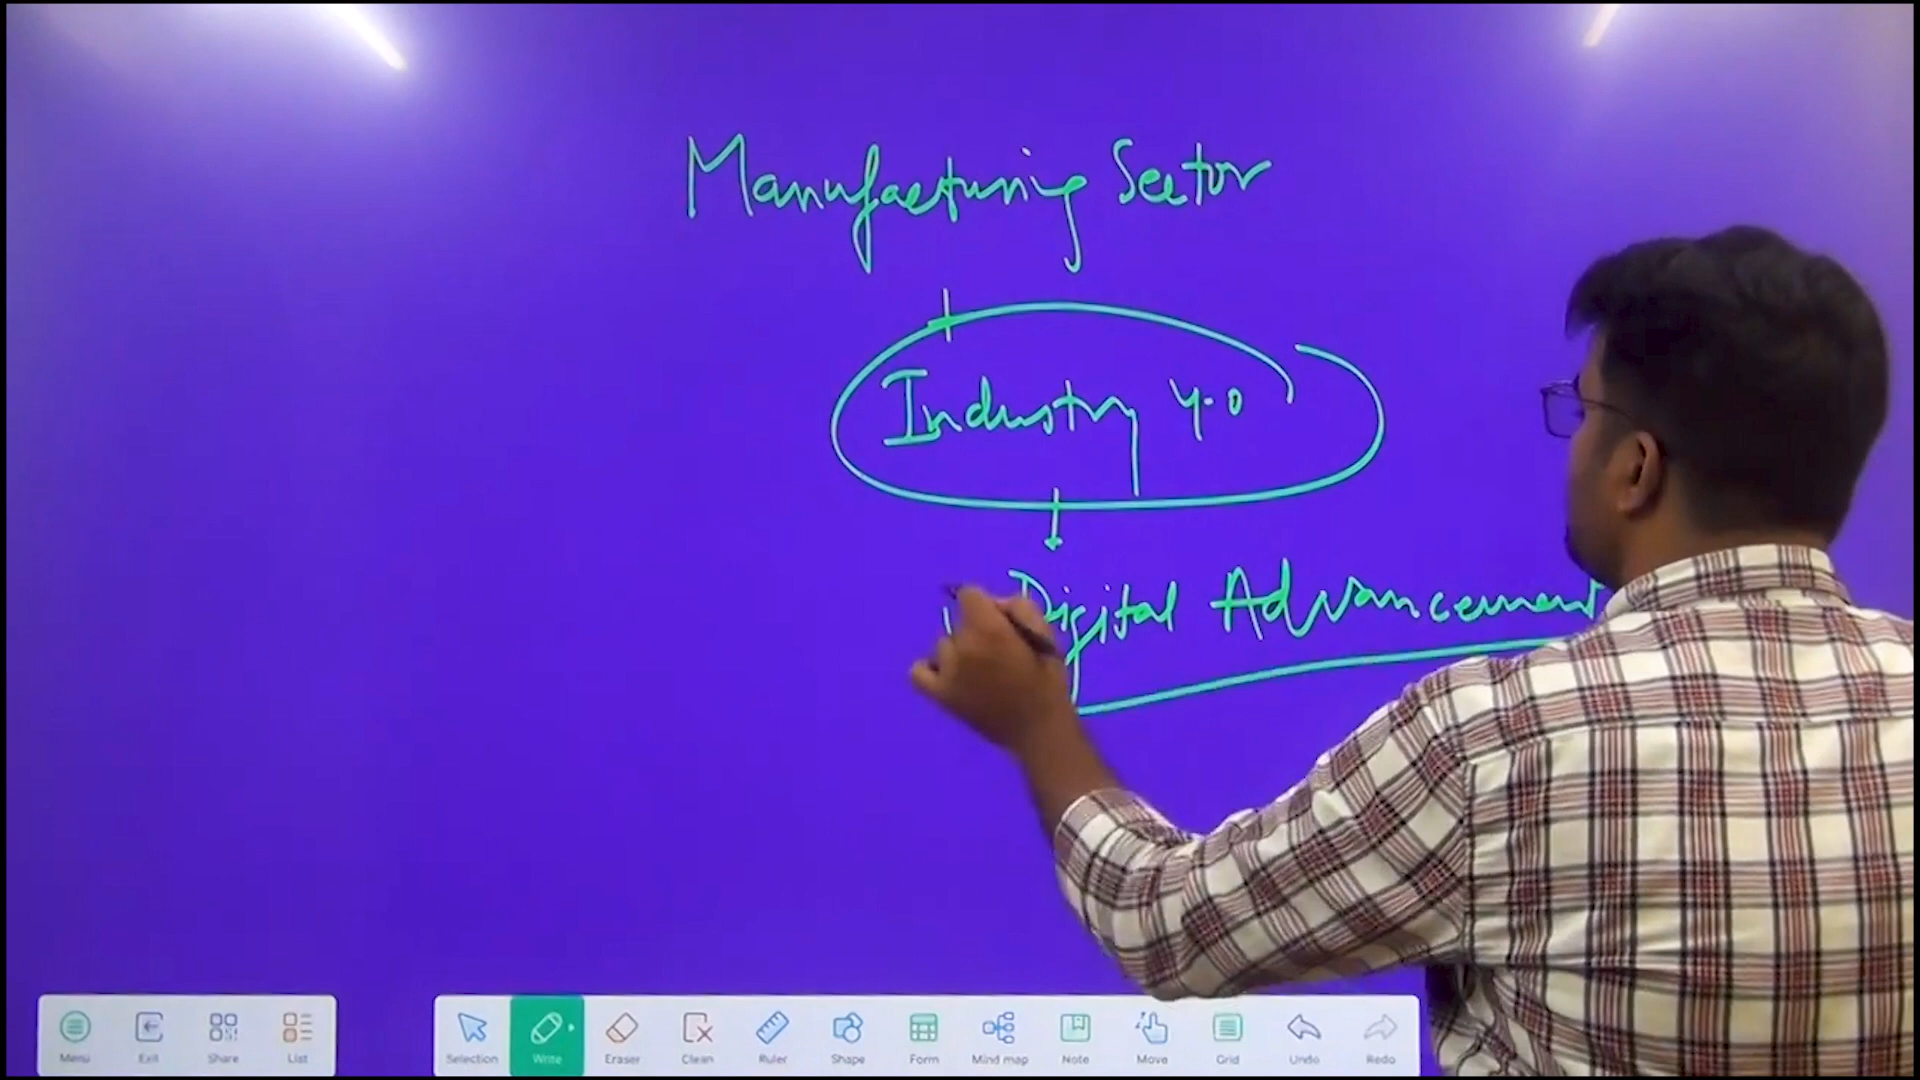 Manufacturing Sector
Industry 4.0
Digital Advancement
Menu Exit Share List Selection Write Eraser Clean Ruler Shape Form Mind map Note Move Grid Undo Redo